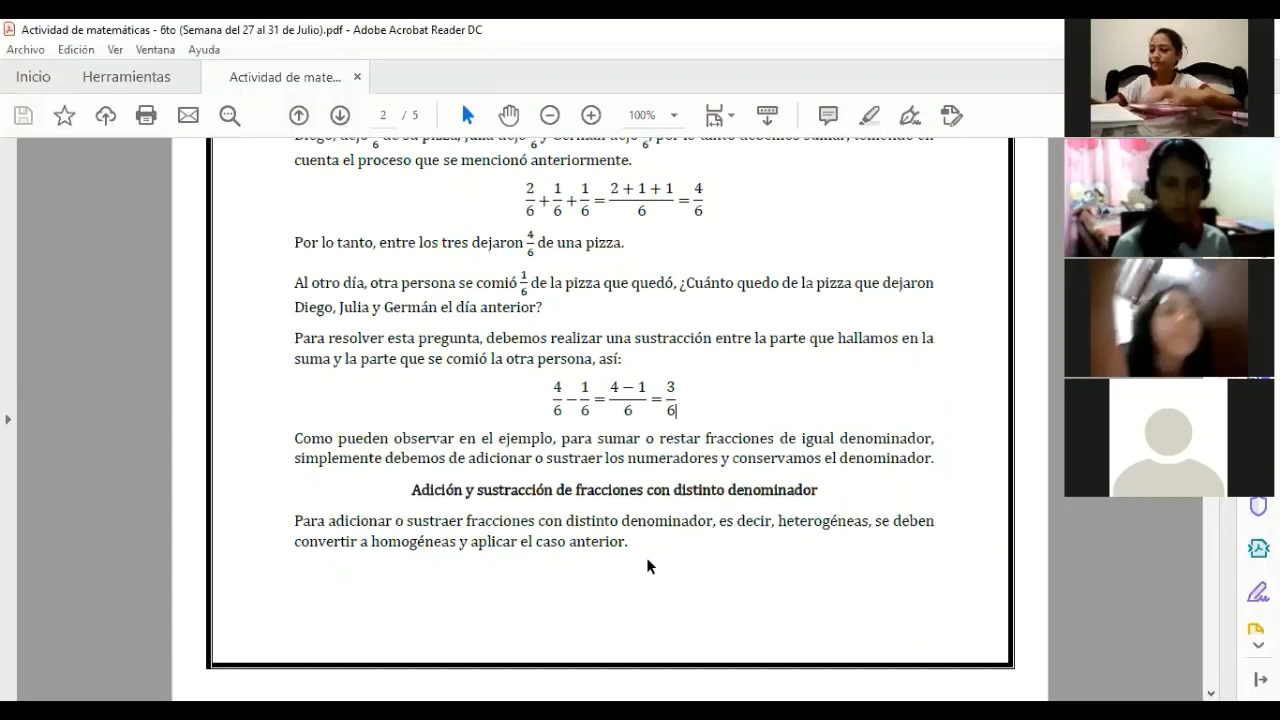 Actividad de matemáticas - 6to (Semana del 27 al 31 de Julio).pdf - Adobe Acrobat Reader DC
Archivo Edición Ver Ventana Ayuda
Inicio Herramientas Actividad de mate... ×
2 / 5 100%
cuenta el proceso que se mencionó anteriormente.
2/6 + 1/6 + 1/6 = (2 + 1 + 1)/6 = 4/6
Por lo tanto, entre los tres dejaron 4/6 de una pizza.
Al otro día, otra persona se comió 1/6 de la pizza que quedó, ¿Cuánto quedo de la pizza que dejaron
Diego, Julia y Germán el día anterior?
Para resolver esta pregunta, debemos realizar una sustracción entre la parte que hallamos en la
suma y la parte que se comió la otra persona, así:
4/6 − 1/6 = (4 − 1)/6 = 3/6
Como pueden observar en el ejemplo, para sumar o restar fracciones de igual denominador,
simplemente debemos de adicionar o sustraer los numeradores y conservamos el denominador.
Adición y sustracción de fracciones con distinto denominador
Para adicionar o sustraer fracciones con distinto denominador, es decir, heterogéneas, se deben
convertir a homogéneas y aplicar el caso anterior.